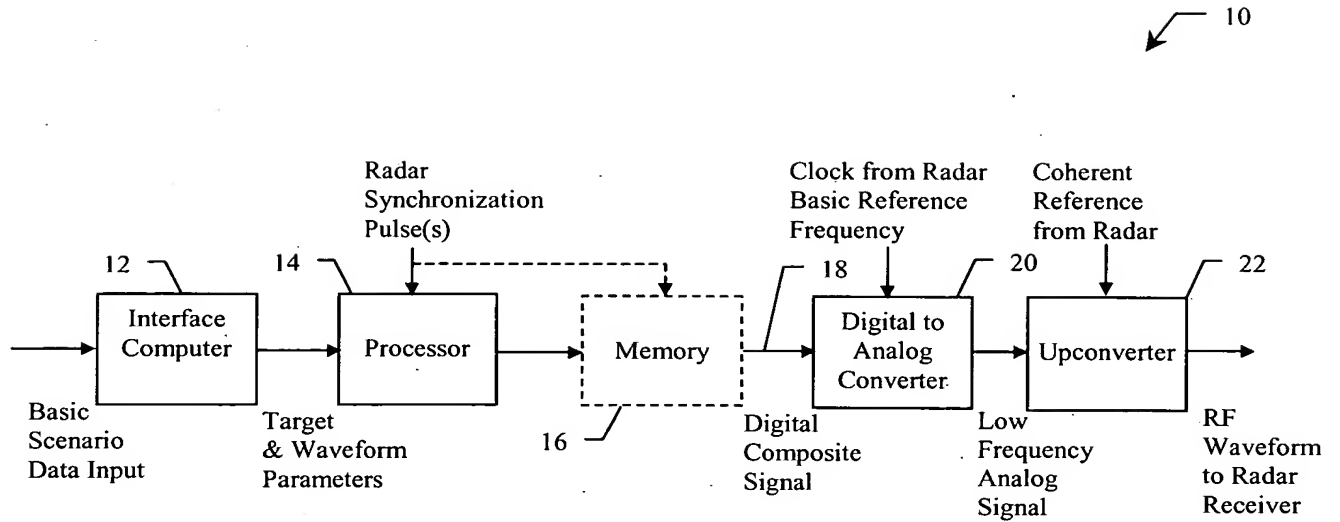 10
Radar
Synchronization
Pulse(s)
Clock from Radar
Basic Reference
Frequency
Coherent
Reference
from Radar
12
14
18
20
22
Interface
Computer
Processor
Memory
Digital to
Analog
Converter
Upconverter
Basic
Scenario
Data Input
Target
& Waveform
Parameters
16
Digital
Composite
Signal
Low
Frequency
Analog
Signal
RF
Waveform
to Radar
Receiver